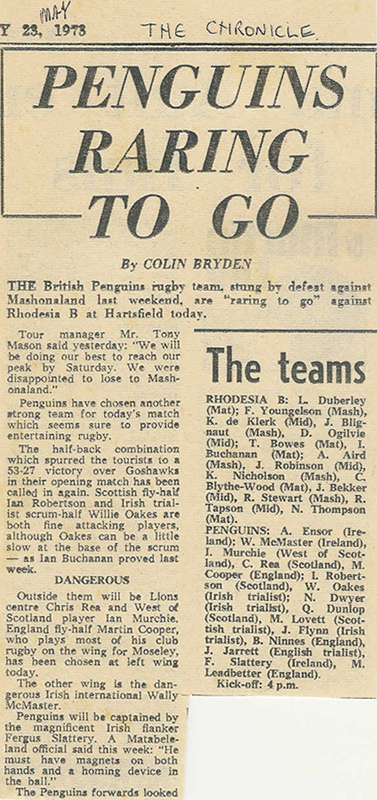 MAY
Y 23, 1973 THE CHRONICLE.
PENGUINS
RARING
TO GO
By COLIN BRYDEN
THE British Penguins rugby team, stung by defeat against
Mashonaland last weekend, are "raring to go" against
Rhodesia B at Hartsfield today.
Tour manager Mr. Tony
Mason said yesterday: "We will
be doing our best to reach our
peak by Saturday. We were
disappointed to lose to Mash-
onaland."
Penguins have chosen another
strong team for today's match
which seems sure to provide
entertaining rugby.
The half-back combination
which spurred the tourists to a
53-27 victory over Goshawks
in their opening match has been
called in again. Scottish fly-half
Ian Robertson and Irish trial-
ist scrum-half Willie Oakes are
both fine attacking players,
although Oakes can be a little
slow at the base of the scrum
— as Ian Buchanan proved last
week.
DANGEROUS
Outside them will be Lions
centre Chris Rea and West of
Scotland player Ian Murchie.
England fly-half Martin Cooper,
who plays most of his club
rugby on the wing for Moseley,
has been chosen at left wing
today.
The other wing is the dan-
gerous Irish international Wally
McMaster.
Penguins will be captained by
the magnificent Irish flanker
Fergus Slattery. A Matabele-
land official said this week: "He
must have magnets on both
hands and a homing device in
the ball."
The Penguins forwards looked
The teams
RHODESIA B: L. Duberley
(Mat); F. Youngelson (Mash),
K. de Klerk (Mid), J. Blig-
naut (Mash), D. Ogilvie
(Mid); T. Bowes (Mat), I.
Buchanan (Mat); A. Aird
(Mash), J. Robinson (Mid),
K. Nicholson (Mash), C.
Blythe-Wood (Mat), J. Bekker
(Mid), R. Stewart (Mash), R.
Tapson (Mid), N. Thompson
(Mat).
PENGUINS: A. Ensor (Ire-
land); W. McMaster (Ireland),
I. Murchie (West of Scot-
land), C. Rea (Scotland), M.
Cooper (England); I. Robert-
son (Scotland), W. Oakes
(Irish trialist); N. Dwyer
(Irish trialist), Q. Dunlop
(Scotland), M. Lovett (Scot-
tish trialist), J. Flynn (Irish
trialist), B. Ninnes (England),
J. Jarrett (English trialist),
F. Slattery (Ireland), M.
Leadbetter (England).
Kick-off: 4 p.m.